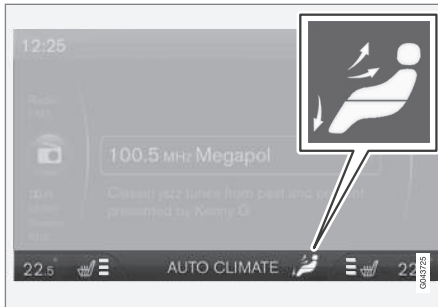 12:25
100.5 MHz Megapol
Classic jazz tunes from past and
presented by Kenny G
22.5° AUTO CLIMATE 22
G043725